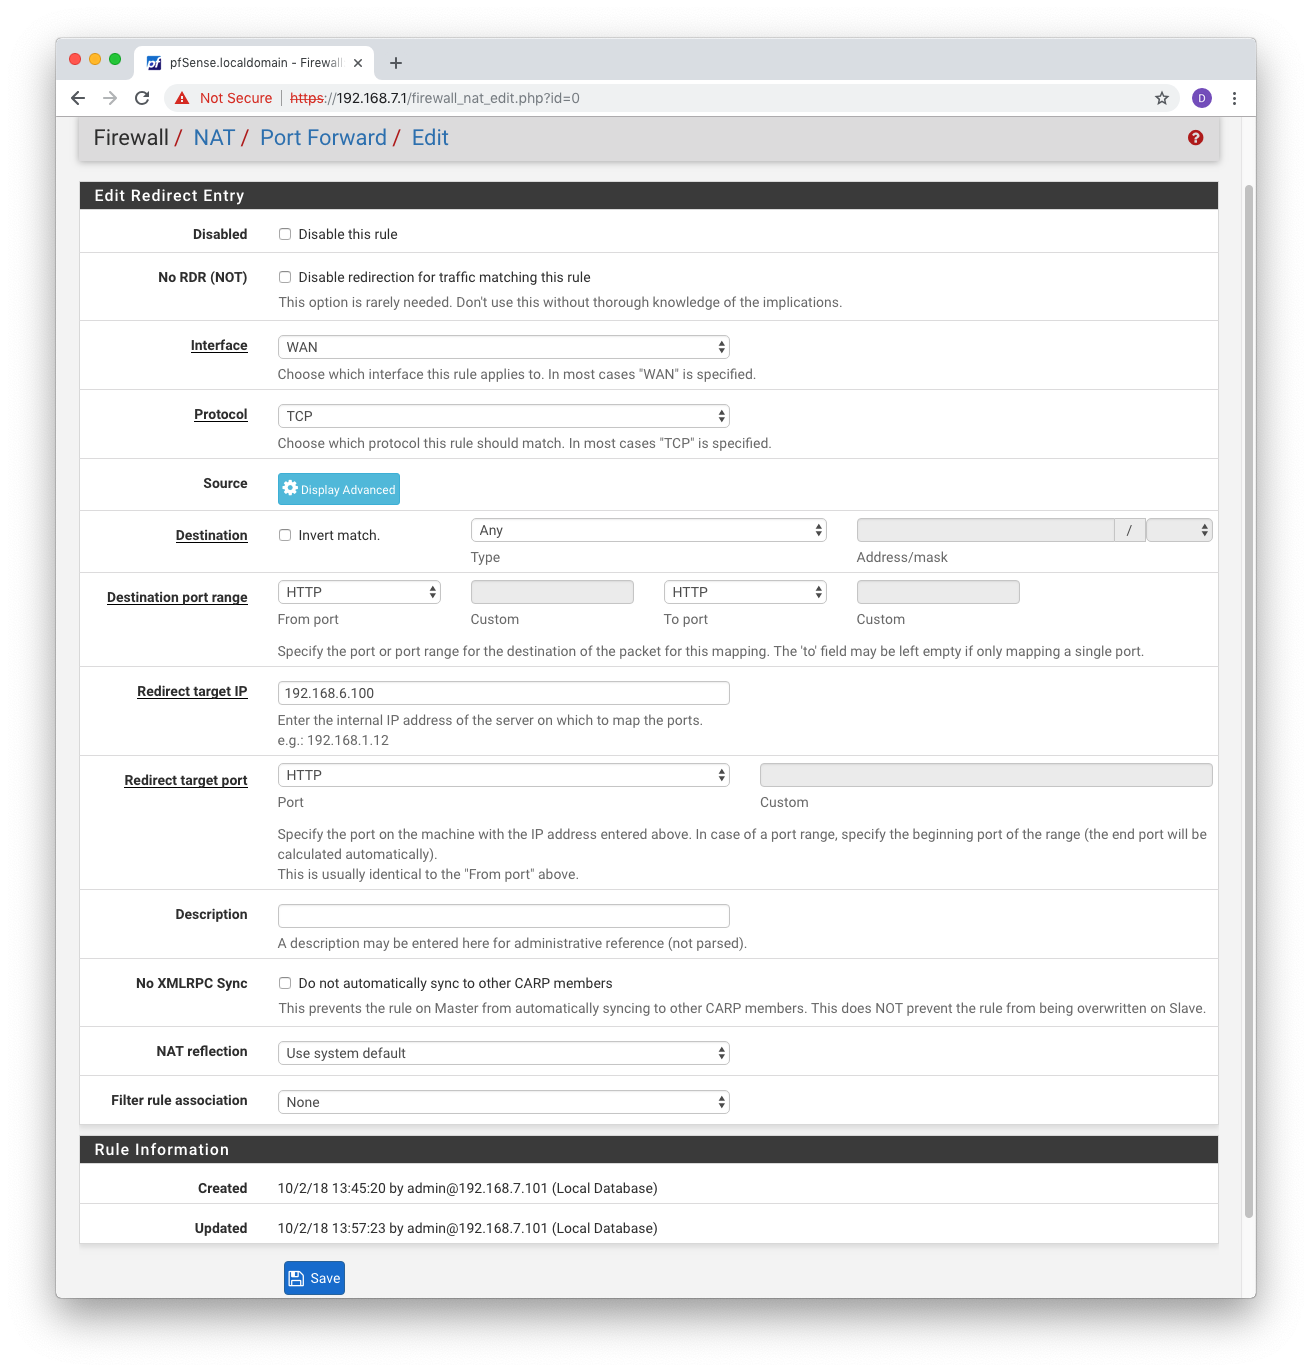 pf pfSense.localdomain - Firewall
Not Secure | https://192.168.7.1/firewall_nat_edit.php?id=0
D
Firewall / NAT / Port Forward / Edit
Edit Redirect Entry
Disabled Disable this rule
No RDR (NOT) Disable redirection for traffic matching this rule
This option is rarely needed. Don't use this without thorough knowledge of the implications.
Interface WAN
Choose which interface this rule applies to. In most cases "WAN" is specified.
Protocol TCP
Choose which protocol this rule should match. In most cases "TCP" is specified.
Source Display Advanced
Destination Invert match. Any /
Type Address/mask
Destination port range HTTP HTTP
From port Custom To port Custom
Specify the port or port range for the destination of the packet for this mapping. The 'to' field may be left empty if only mapping a single port.
Redirect target IP 192.168.6.100
Enter the internal IP address of the server on which to map the ports.
e.g.: 192.168.1.12
Redirect target port HTTP
Port Custom
Specify the port on the machine with the IP address entered above. In case of a port range, specify the beginning port of the range (the end port will be
calculated automatically).
This is usually identical to the "From port" above.
Description
A description may be entered here for administrative reference (not parsed).
No XMLRPC Sync Do not automatically sync to other CARP members
This prevents the rule on Master from automatically syncing to other CARP members. This does NOT prevent the rule from being overwritten on Slave.
NAT reflection Use system default
Filter rule association None
Rule Information
Created 10/2/18 13:45:20 by admin@192.168.7.101 (Local Database)
Updated 10/2/18 13:57:23 by admin@192.168.7.101 (Local Database)
Save